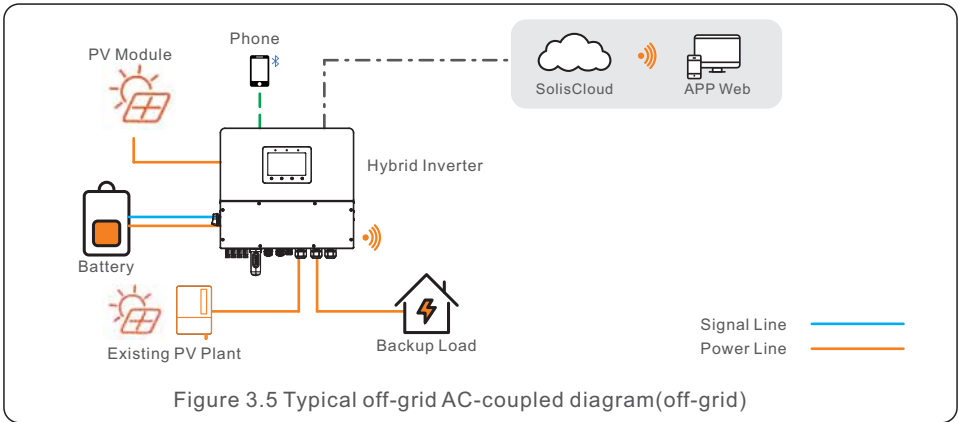 Phone
PV Module
SolisCloud
APP Web
Hybrid Inverter
Battery
Existing PV Plant
Backup Load
Signal Line
Power Line
Figure 3.5 Typical off-grid AC-coupled diagram(off-grid)